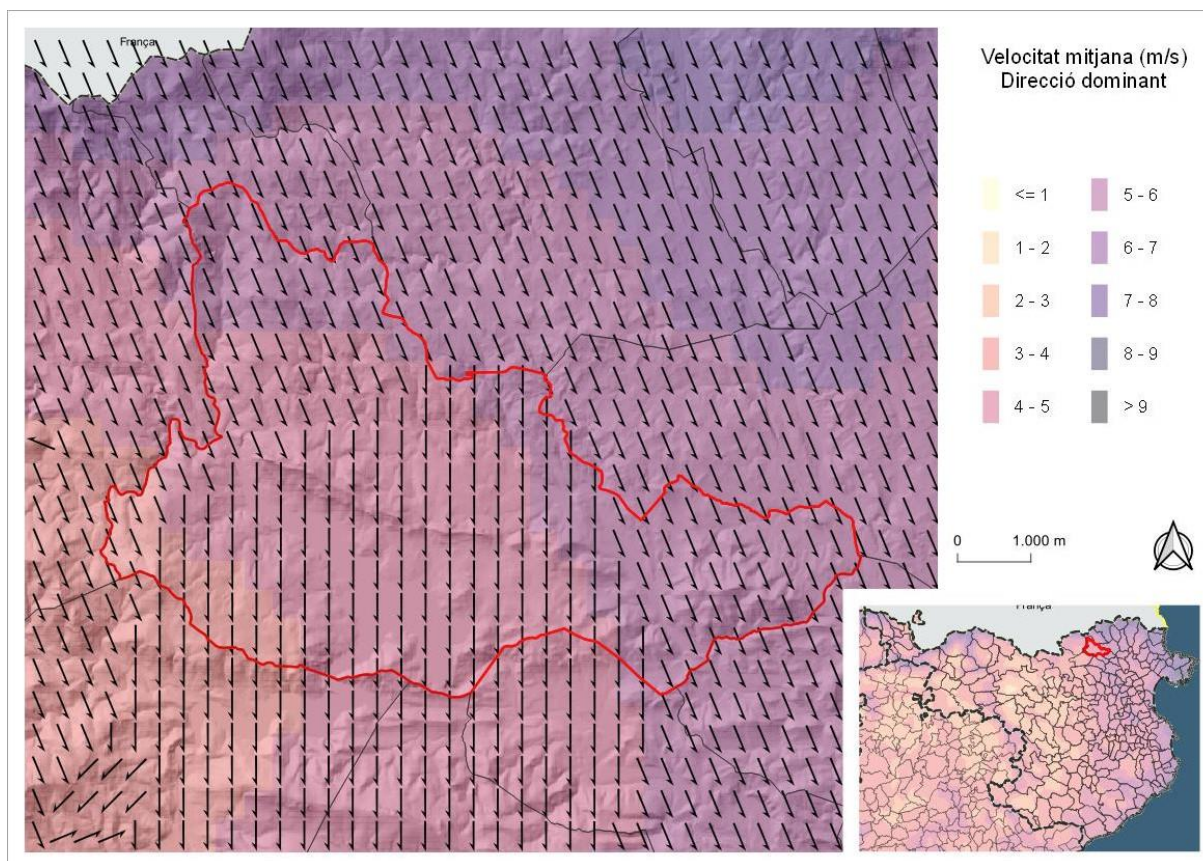 França
Velocitat mitjana (m/s)
Direcció dominant
<= 1
5 - 6
1 - 2
6 - 7
2 - 3
7 - 8
3 - 4
8 - 9
4 - 5
> 9
0
1.000 m
França